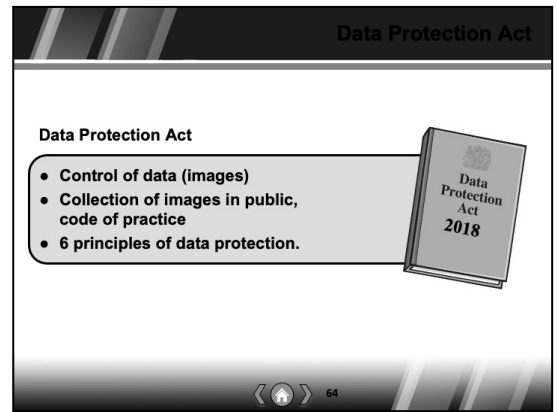 Data Protection Act
Data Protection Act
● Control of data (images)
● Collection of images in public,
code of practice
● 6 principles of data protection.
Data
Protection
Act
2018
64